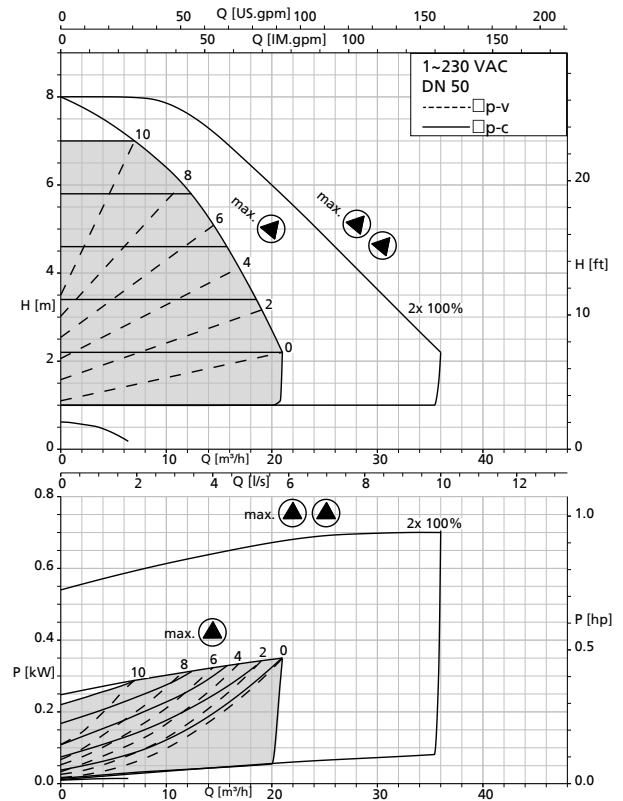 50 Q [US.gpm] 100 150 200
0 50 Q [IM.gpm] 100 150
1~230 VAC
DN 50
□p-v
□p-c
8
10
8
6
max.
max.
20
6
4
4
H [ft]
H [m]
2
2x 100%
10
0
2
0
0
0 10 Q [m³/h] 20 30 40
0 2 4 Q [l/s] 6 8 10 12
0.8
max.
2x 100%
1.0
0.6
max.
P [hp]
0.4
0.5
10 8 6 4 2 0
P [kW]
0.2
0.0
0.0
0 10 Q [m³/h] 20 30 40